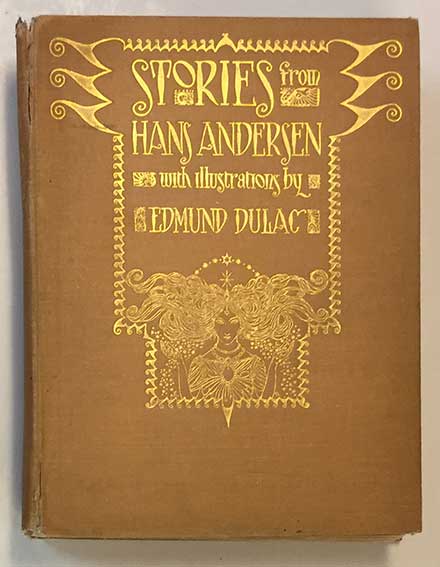 STORIES from
HANS ANDERSEN
with illustrations by
EDMUND DULAC